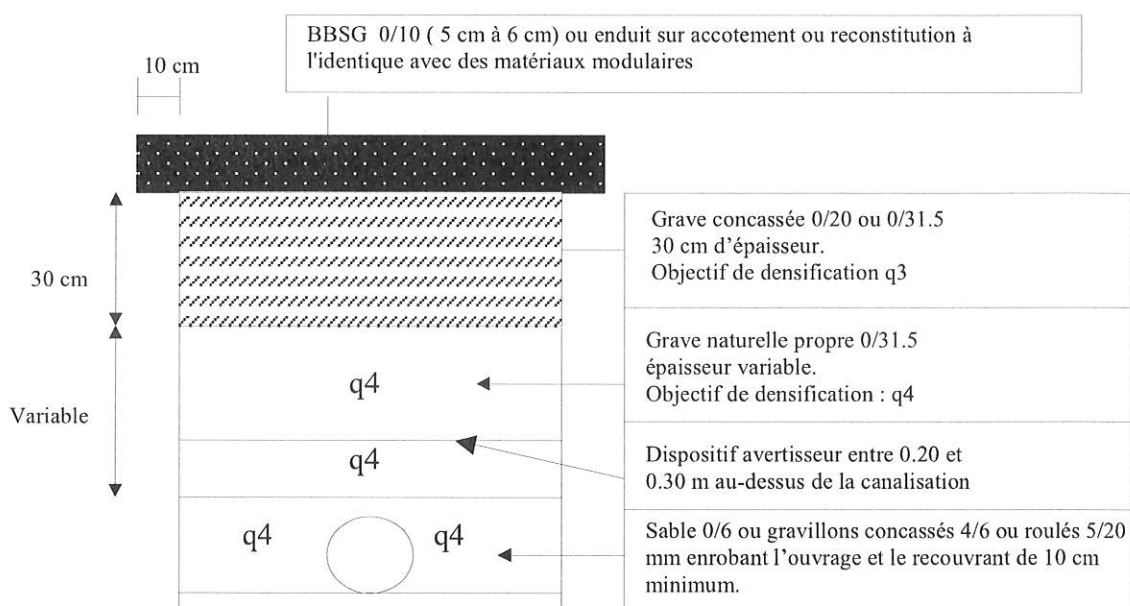 BBSG 0/10 ( 5 cm à 6 cm) ou enduit sur accotement ou reconstitution à
l'identique avec des matériaux modulaires
10 cm
30 cm
Grave concassée 0/20 ou 0/31.5
30 cm d'épaisseur.
Objectif de densification q3
Variable
q4
Grave naturelle propre 0/31.5
épaisseur variable.
Objectif de densification : q4
q4
Dispositif avertisseur entre 0.20 et
0.30 m au-dessus de la canalisation
q4
q4
Sable 0/6 ou gravillons concassés 4/6 ou roulés 5/20
mm enrobant l'ouvrage et le recouvrant de 10 cm
minimum.